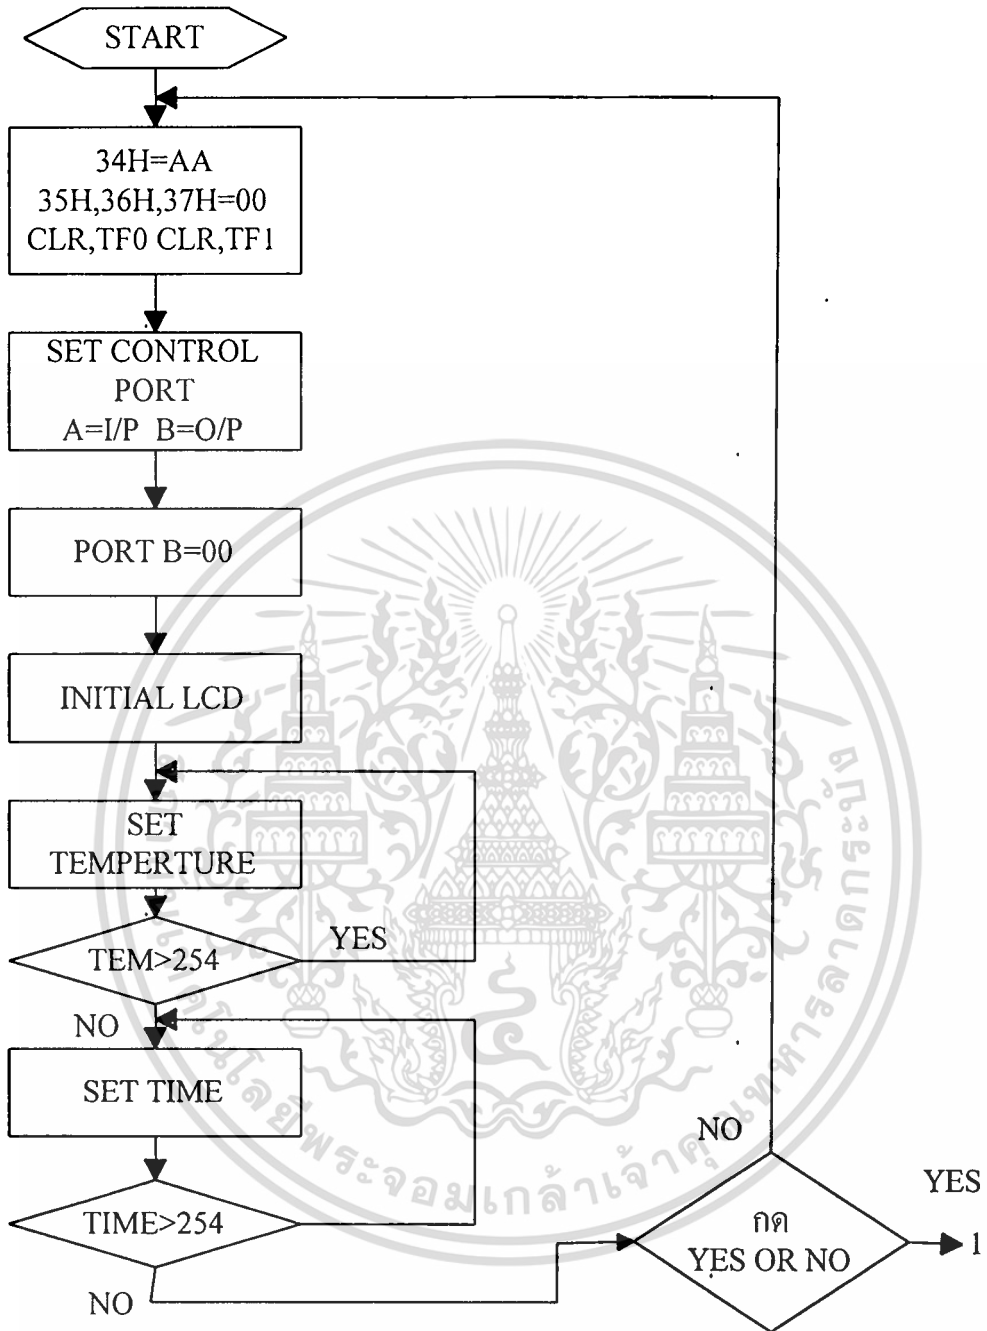 START
34H=AA
35H,36H,37H=00
CLR,TF0 CLR,TF1
SET CONTROL
PORT
A=I/P B=O/P
PORT B=00
INITIAL LCD
SET
TEMPERTURE
TEM>254
YES
NO
SET TIME
TIME>254
NO
NO
กด
YES OR NO
YES
1